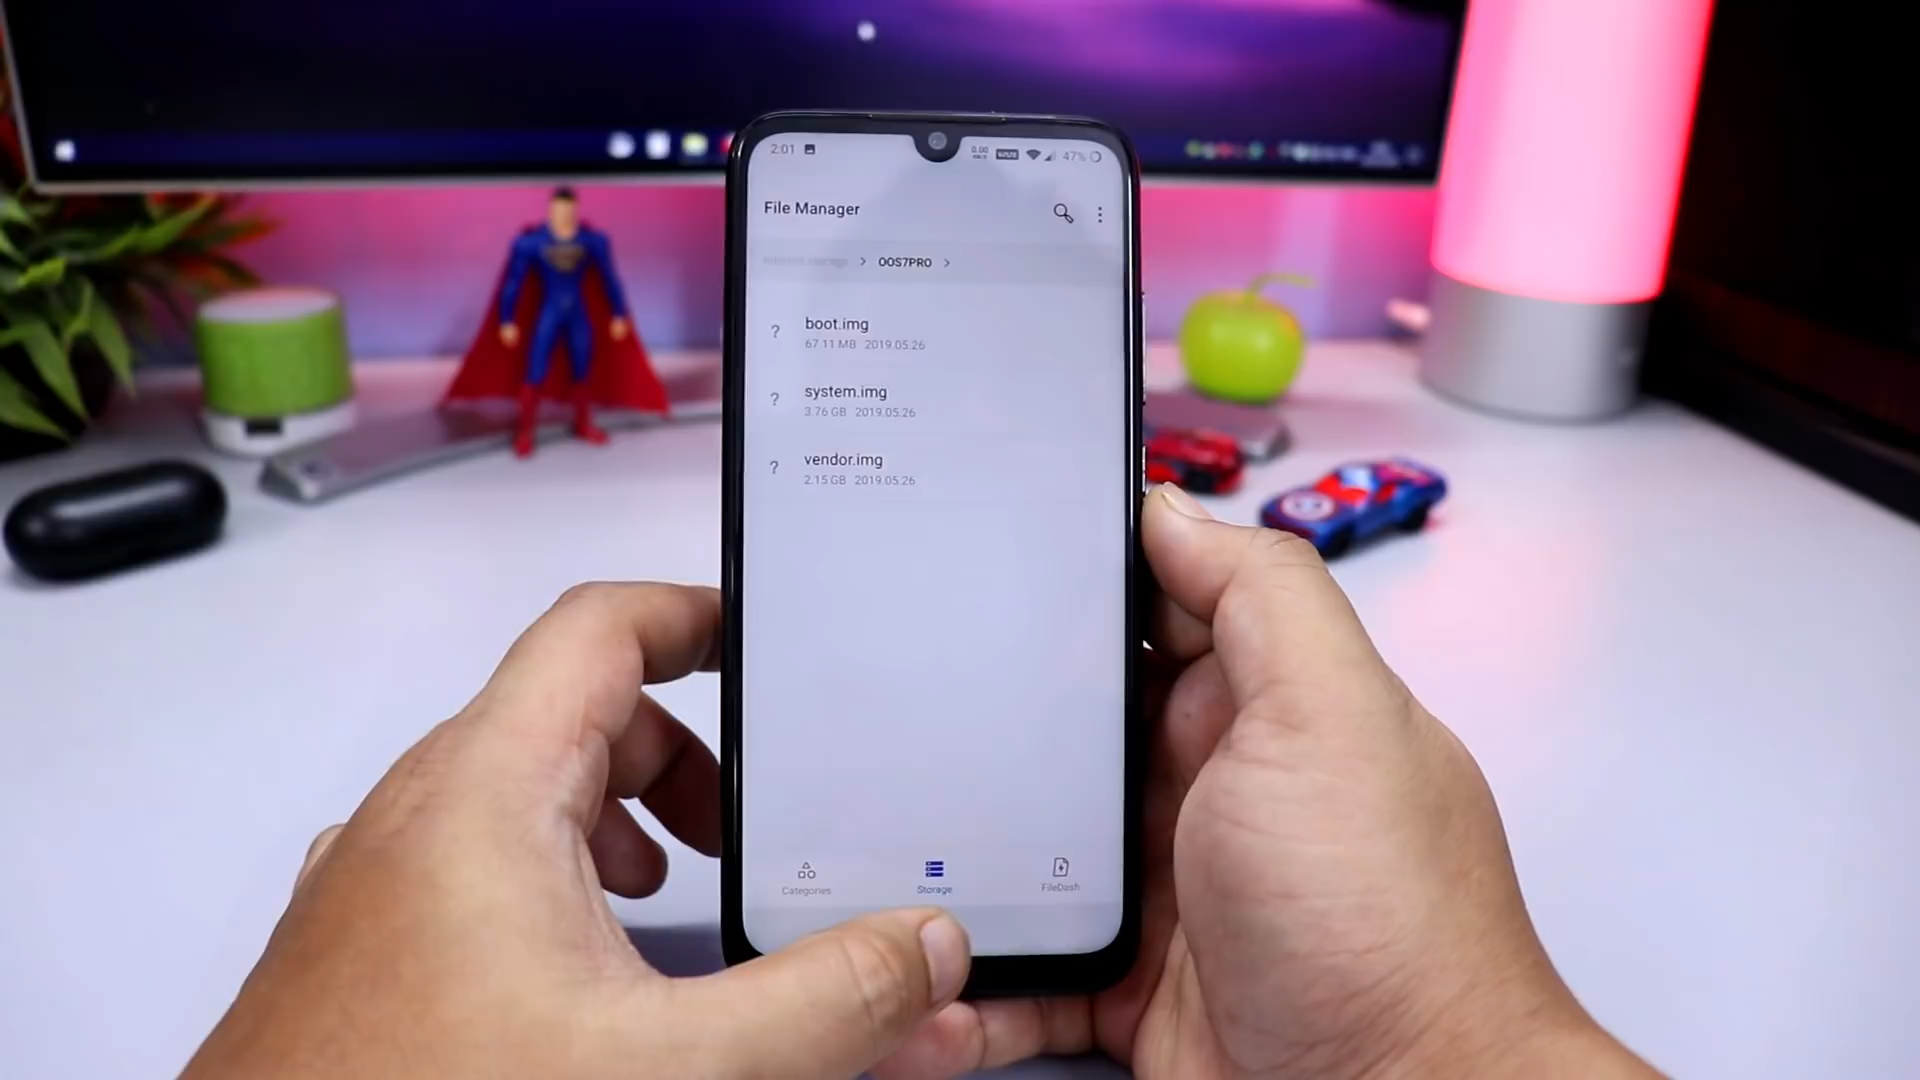 2:01
0.00
VoLTE
47%
File Manager
> OOS7PRO >
? boot.img
67.11 MB 2019.05.26
? system.img
3.76 GB 2019.05.26
? vendor.img
2.15 GB 2019.05.26
Categories
Storage
FileDash